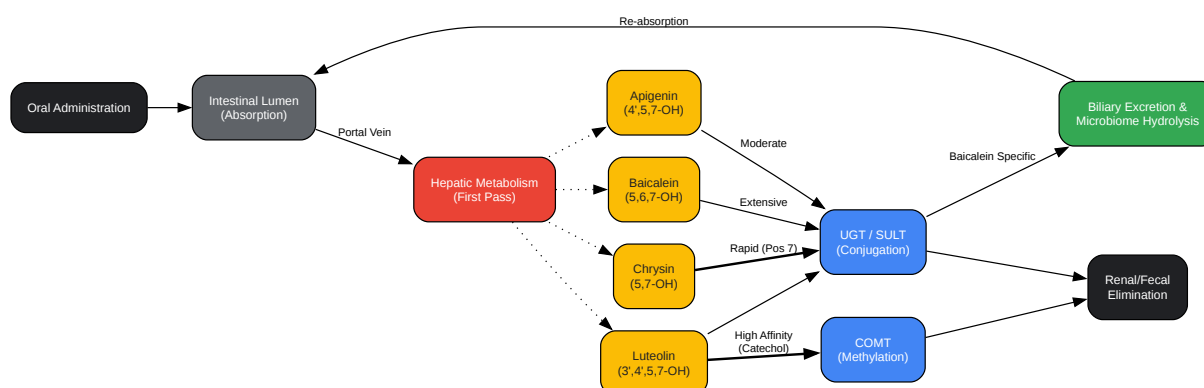 Re-absorption
Oral Administration
Intestinal Lumen
(Absorption)
Portal Vein
Hepatic Metabolism
(First Pass)
Apigenin
(4',5,7-OH)
Baicalein
(5,6,7-OH)
Chrysin
(5,7-OH)
Luteolin
(3',4',5,7-OH)
Moderate
Extensive
Rapid (Pos 7)
High Affinity
(Catechol)
UGT / SULT
(Conjugation)
COMT
(Methylation)
Baicalein Specific
Biliary Excretion &
Microbiome Hydrolysis
Renal/Fecal
Elimination